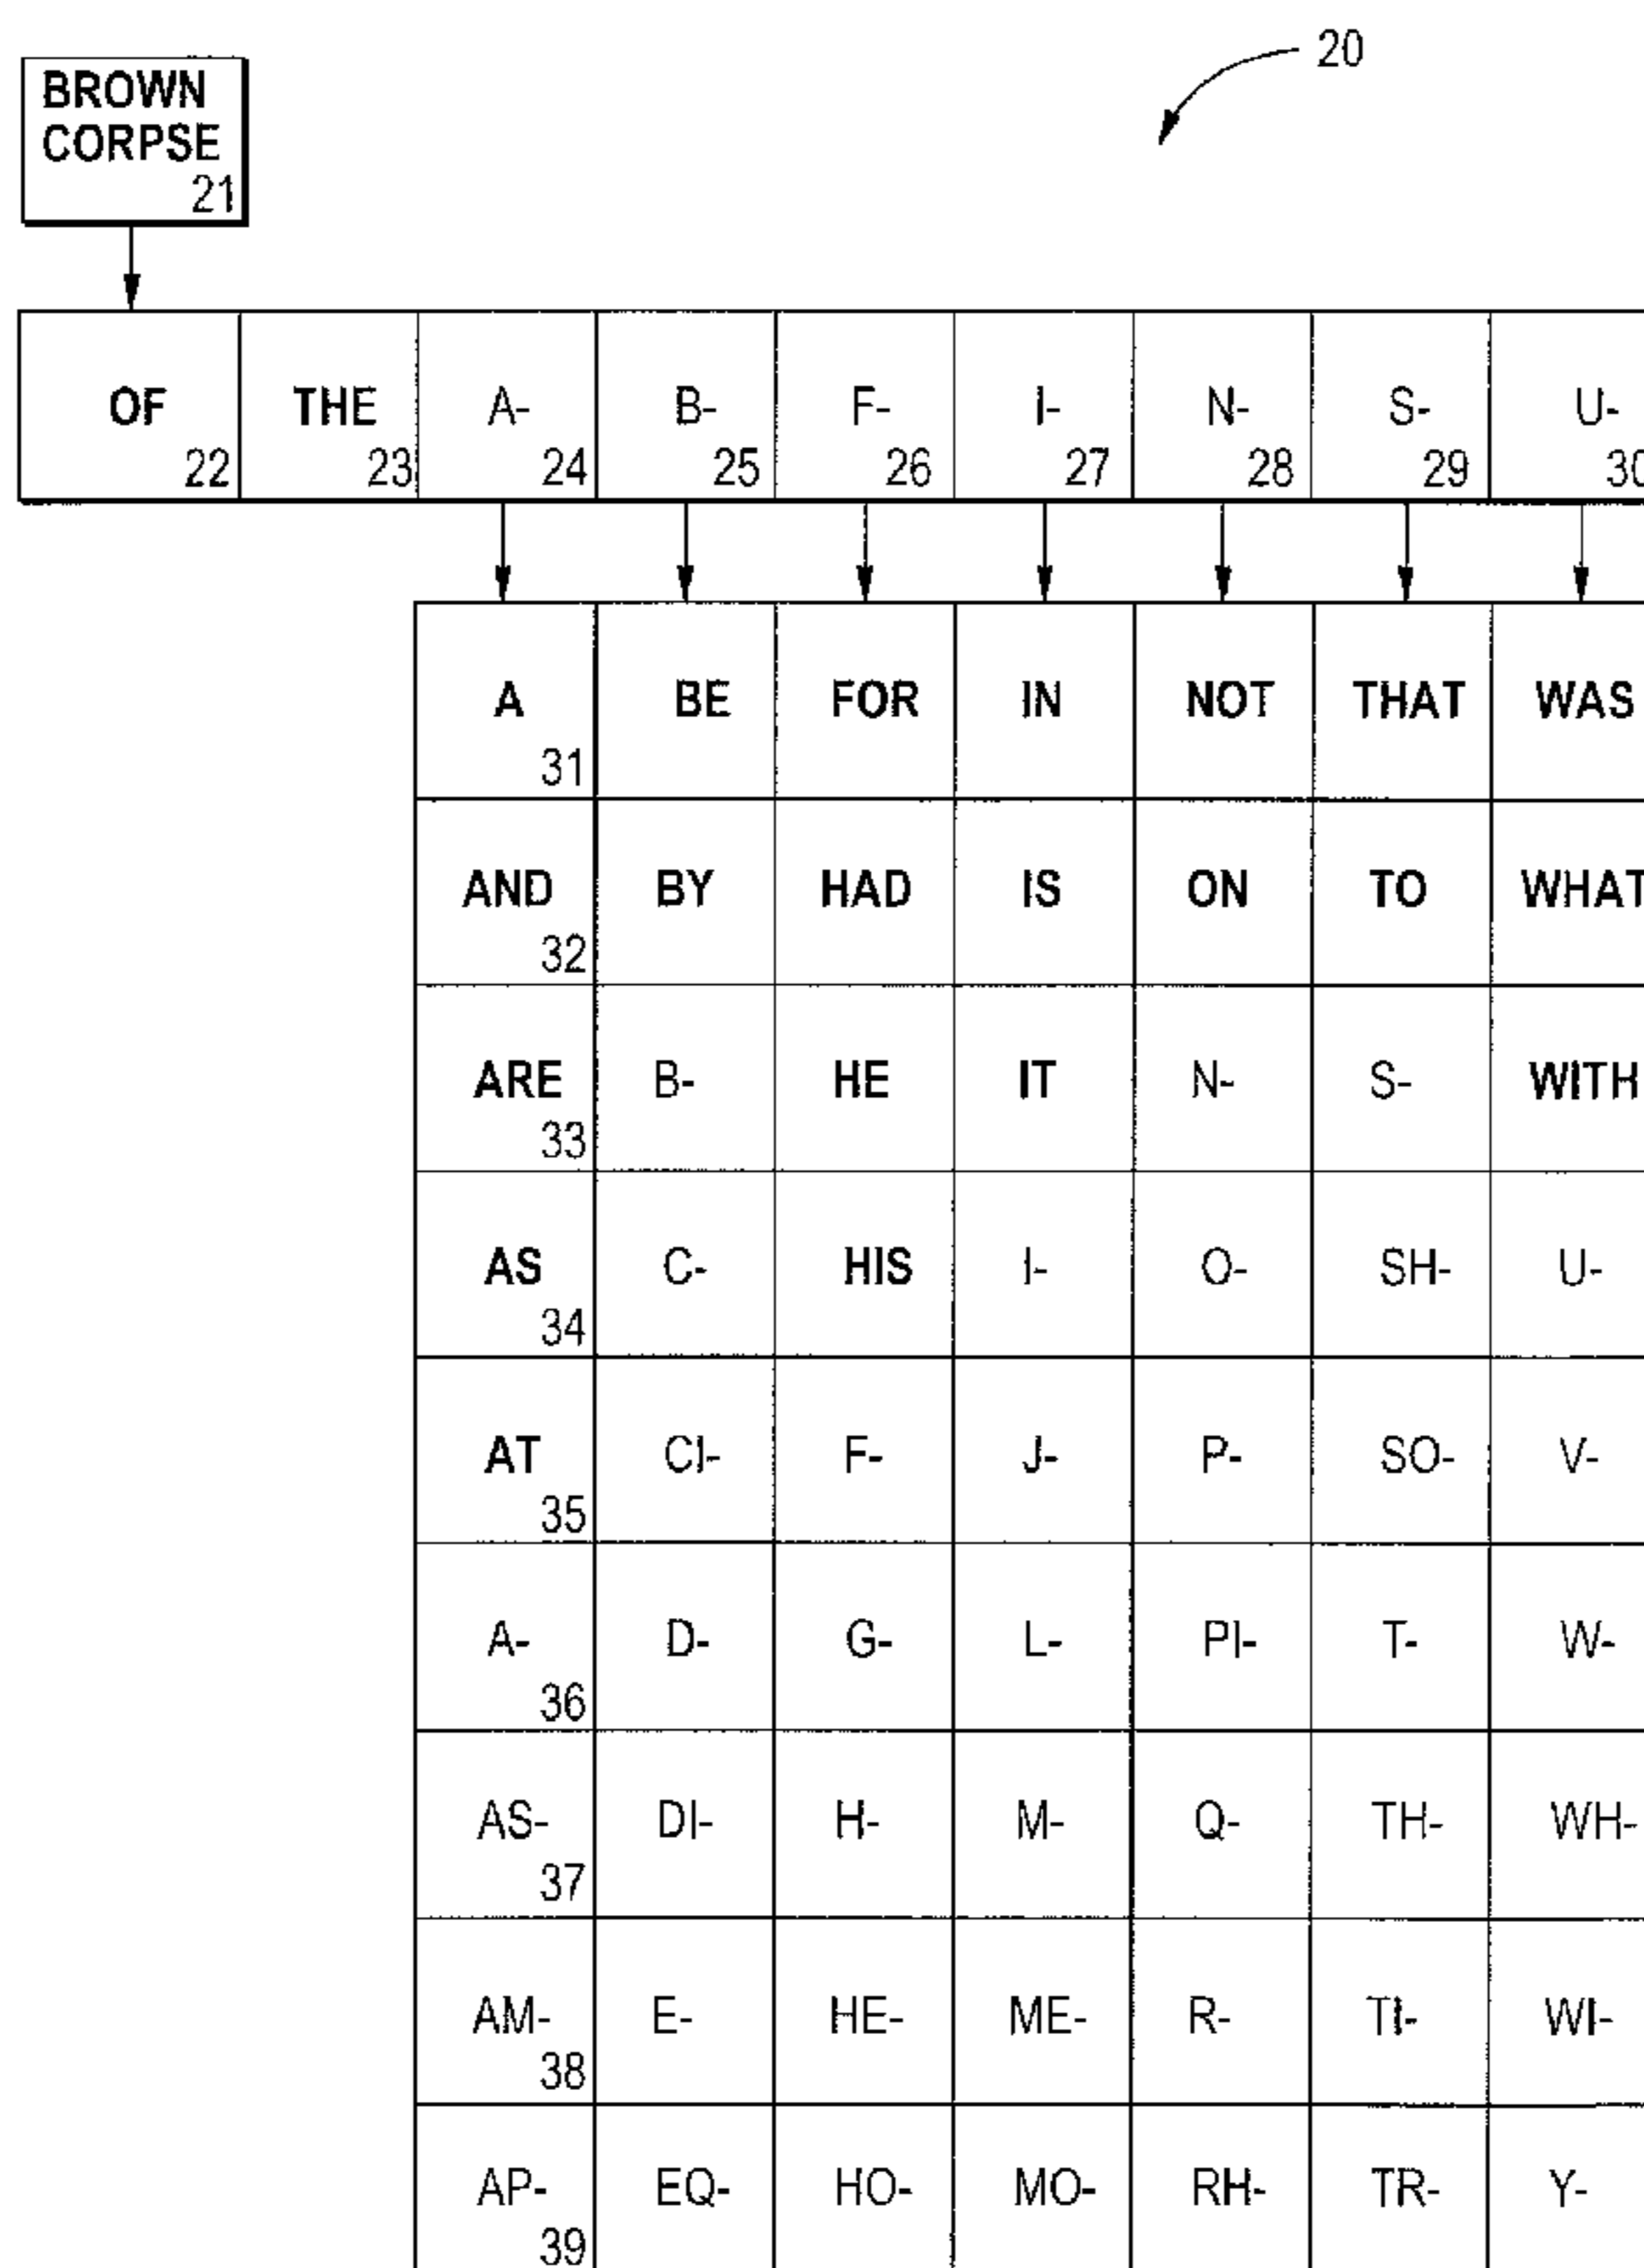 20
BROWN
CORPSE
21
OF THE A- B- F- I- N- S- U-
22 23 24 25 26 27 28 29 30
A BE FOR IN NOT THAT WAS
31
AND BY HAD IS ON TO WHAT
32
ARE B- HE IT N- S- WITH
33
AS C- HIS I- O- SH- U-
34
AT CI- F- J- P- SO- V-
35
A- D- G- L- PI- T- W-
36
AS- DI- H- M- Q- TH- WH-
37
AM- E- HE- ME- R- TI- WI-
38
AP- EQ- HO- MO- RH- TR- Y-
39